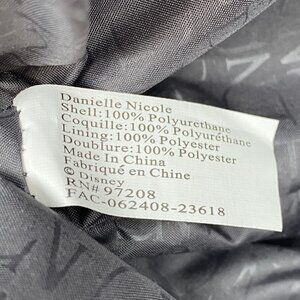 Danielle Nicole
Shell:100% Polyurethane
Coquille:100% Polyuréthane
Lining:100% Polyester
Doublure:100% Polyester
Made In China
Fabriqué en Chine
© Disney
RN# 97208
FAC-062408-23618